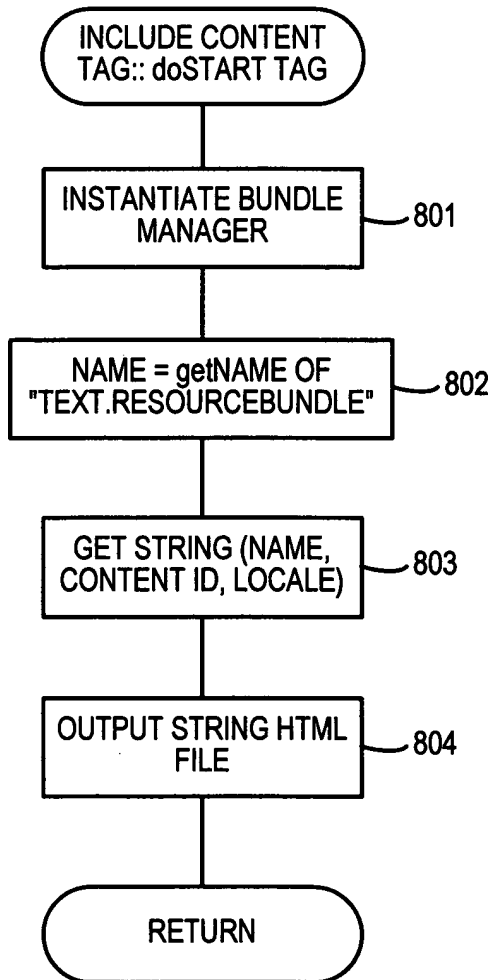 INCLUDE CONTENT
TAG:: doSTART TAG
INSTANTIATE BUNDLE
MANAGER
801
NAME = getNAME OF
"TEXT.RESOURCEBUNDLE"
802
GET STRING (NAME,
CONTENT ID, LOCALE)
803
OUTPUT STRING HTML
FILE
804
RETURN